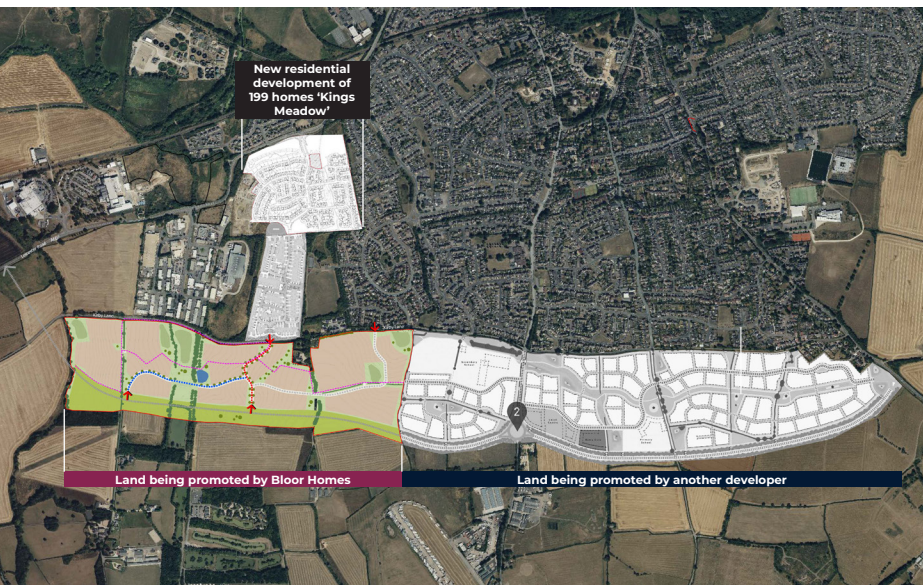 New residential
development of
199 homes ‘Kings
Meadow’
2
Land being promoted by Bloor Homes
Land being promoted by another developer